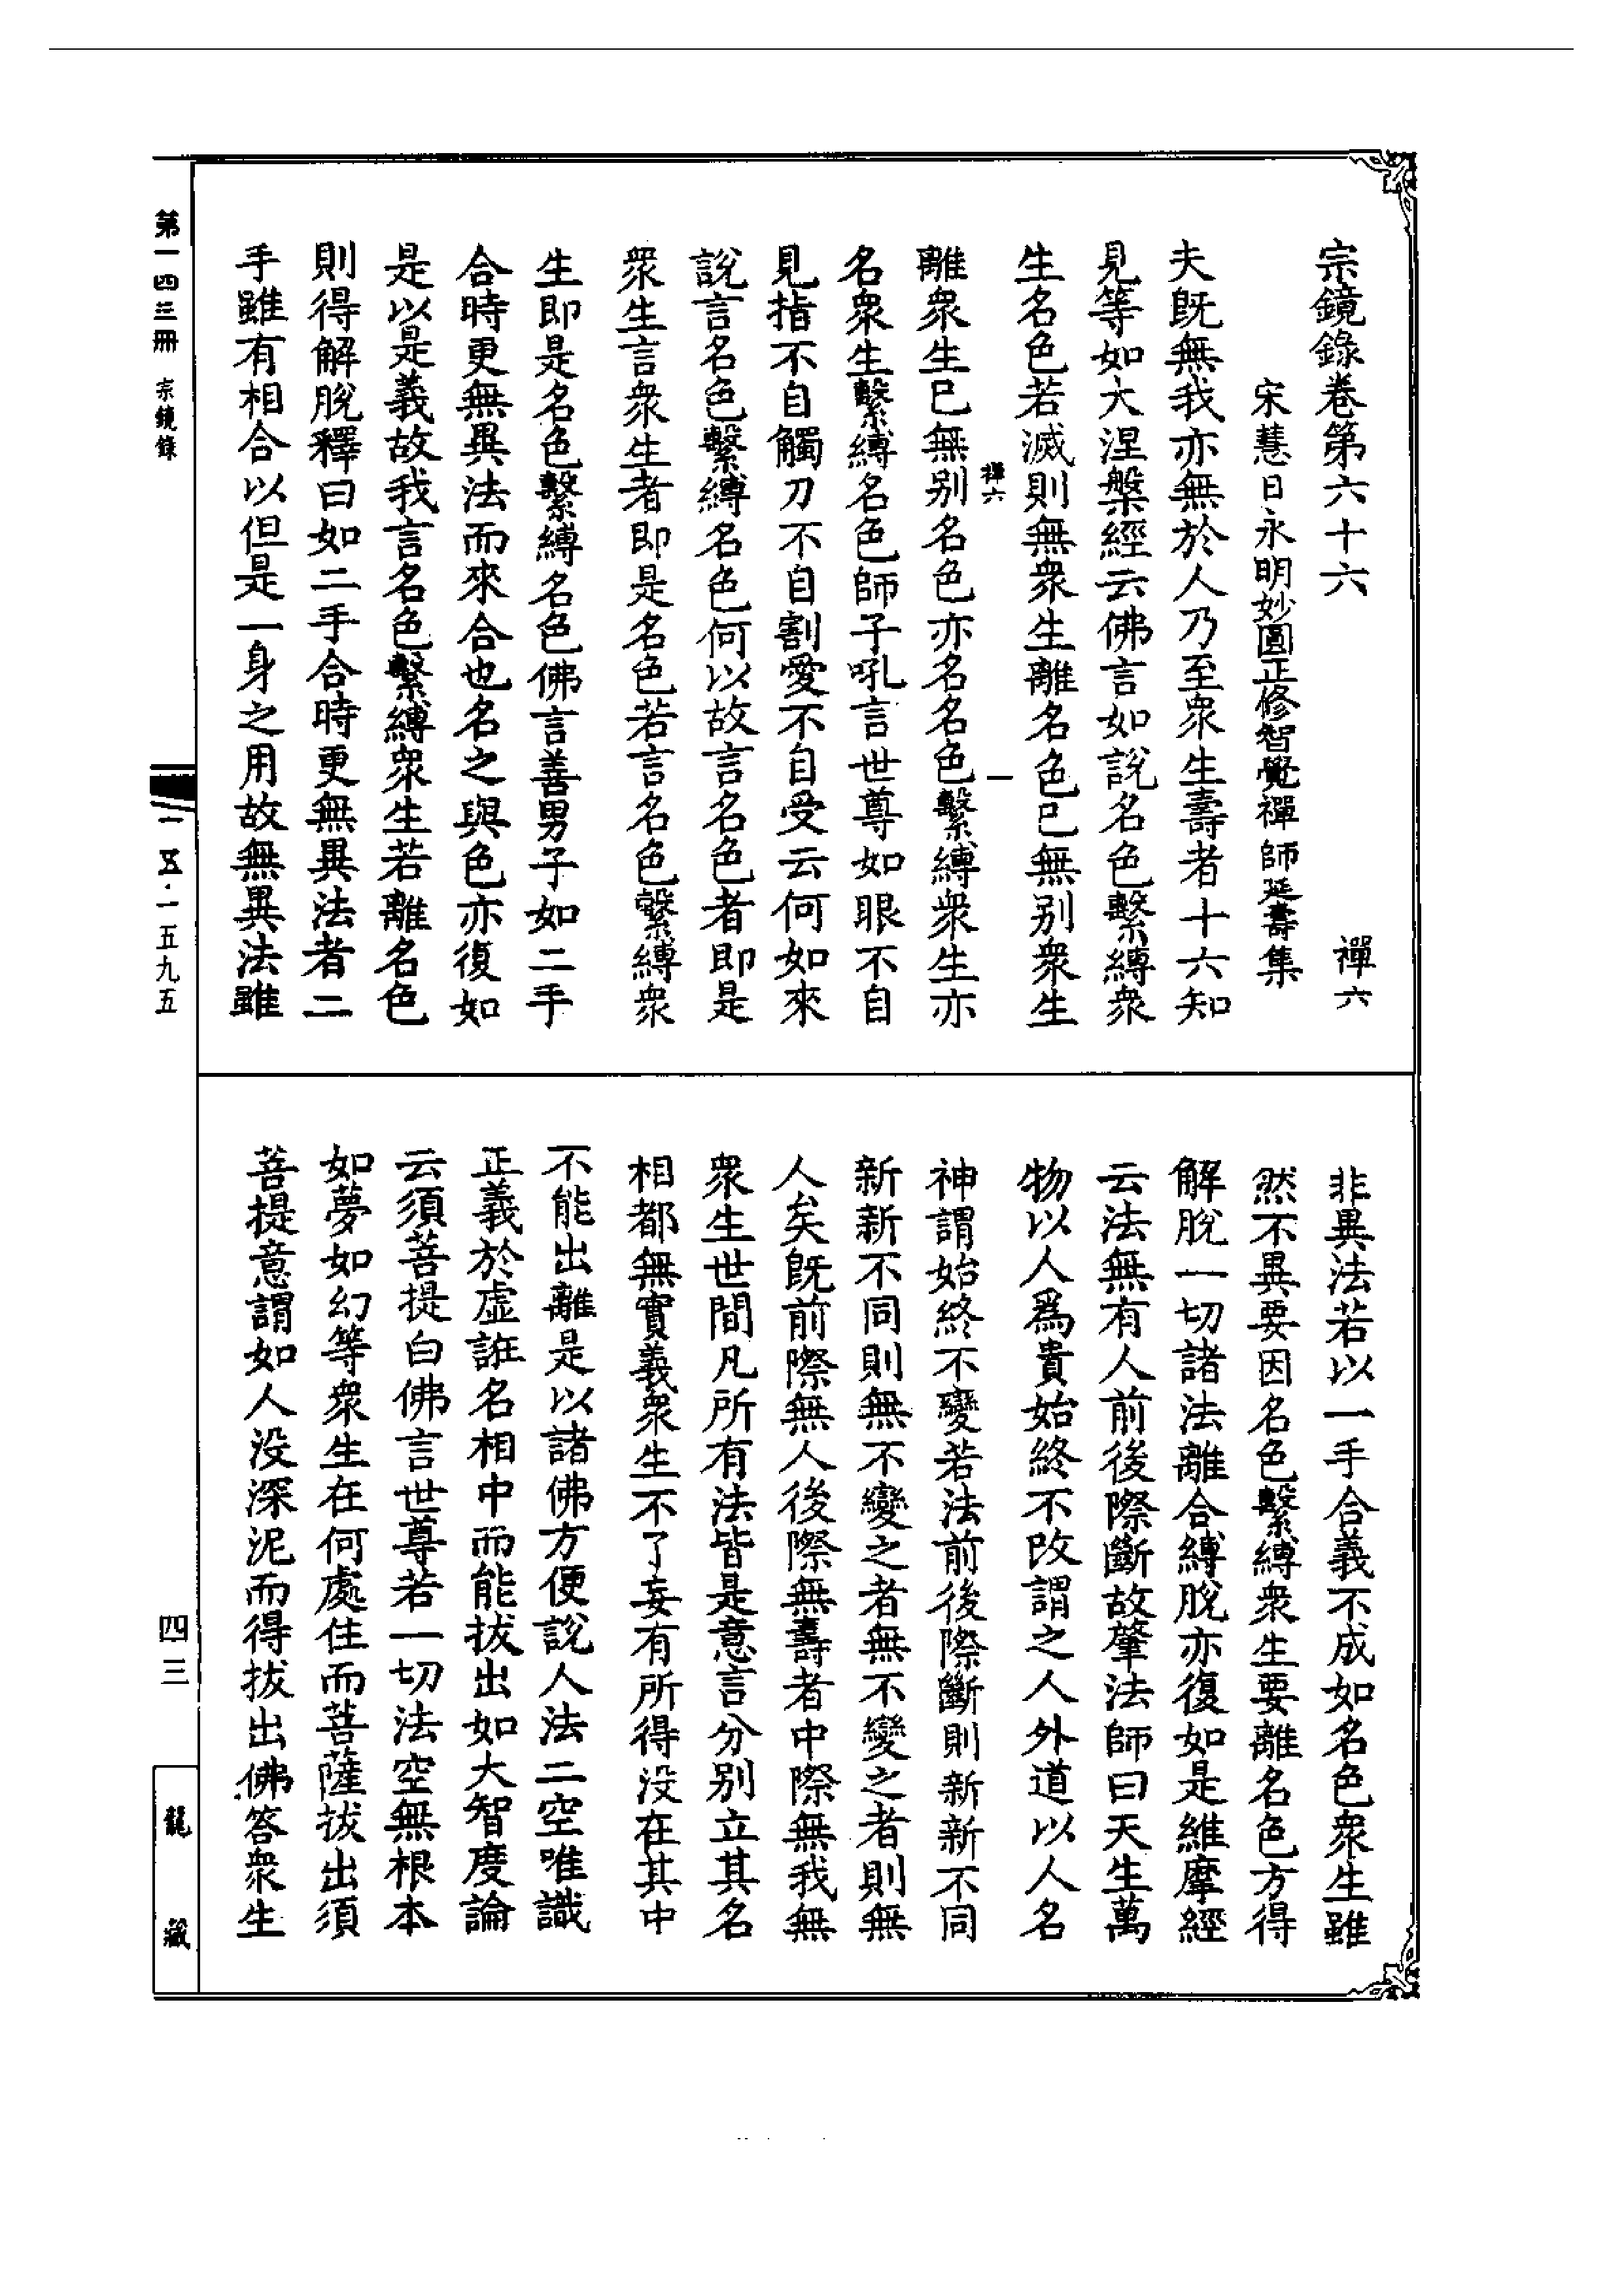 宗鏡錄卷第六十六　禪六
宋慧日永明妙圓正修智覺禪師延壽集
夫既無我亦無於人乃至眾生壽者十六知
見等如大涅槃經云佛言如說名色繫縛眾
生名色若滅則無眾生離名色已無别眾生
禪六　一
離眾生已無别名色亦名名色繫縛眾生亦
名眾生繫縛名色師子吼言世尊如眼不自
見指不自觸刀不自割愛不自受云何如來
說言名色繫縛名色何以故言名色者即是
眾生言眾生者即是名色若言名色繫縛眾
生即是名色繫縛名色佛言善男子如二手
合時更無異法而來合也名之與色亦復如
是以是義故我言名色繫縛眾生若離名色
則得解脫釋曰如二手合時更無異法者二
手雖有相合以但是一身之用故無異法雖
非異法若以一手合義不成如名色眾生雖
然不異要因名色繫縛眾生要離名色方得
解脫一切諸法離合縛脫亦復如是維摩經
云法無有人前後際斷故肇法師曰天生萬
物以人爲貴始終不改謂之人外道以人名
神謂始終不變若法前後際斷則新新不同
新新不同則無不變之者無不變之者則無
人矣既前際無人後際無壽者中際無我無
眾生世間凡所有法皆是意言分别立其名
相都無實義眾生不了妄有所得没在其中
不能出離是以諸佛方便說人法二空唯識
正義於虛誑名相中而能拔出如大智度論
云須菩提白佛言世尊若一切法空無根本
如夢如幻等眾生在何處住而菩薩拔出須
菩提意謂如人没深泥而得拔出佛答眾生
第一四三冊　宗鏡錄
一五·一五九五
四三
龍藏